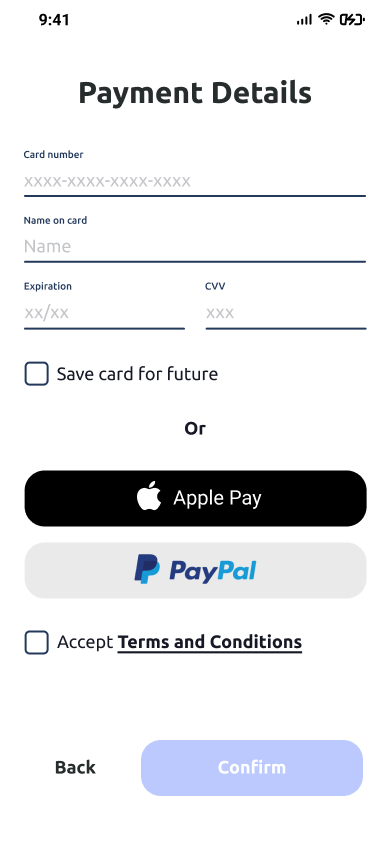 9:41
Payment Details
Card number
xxxx-xxxx-xxxx-xxxx
Name on card
Name
Expiration CVV
xx/xx xxx
Save card for future
Or
Apple Pay
PayPal
Accept Terms and Conditions
Back Confirm